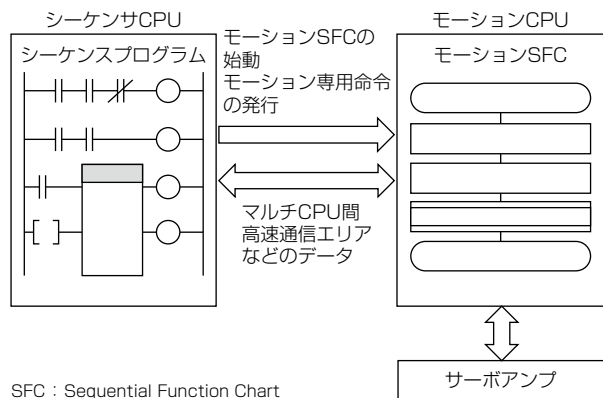 シーケンサCPU
シーケンスプログラム
モーションSFCの
始動
モーション専用命令
の発行
マルチCPU間
高速通信エリア
などのデータ
モーションCPU
モーションSFC
サーボアンプ
SFC：Sequential Function Chart